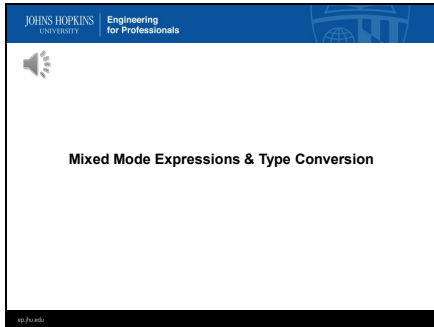 JOHNS HOPKINS
UNIVERSITY
Engineering
for Professionals
Mixed Mode Expressions & Type Conversion
ep.jhu.edu